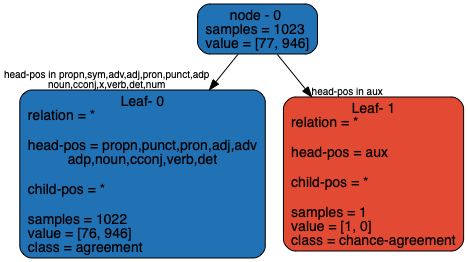 node - 0
samples = 1023
value = [77, 946]
head-pos in propn,sym,adv,adj,pron,punct,adp
noun,cconj,x,verb,det,num
head-pos in aux
Leaf- 0
relation = *
head-pos = propn,punct,pron,adj,adv
adp,noun,cconj,verb,det
child-pos = *
samples = 1022
value = [76, 946]
class = agreement
Leaf- 1
relation = *
head-pos = aux
child-pos = *
samples = 1
value = [1, 0]
class = chance-agreement